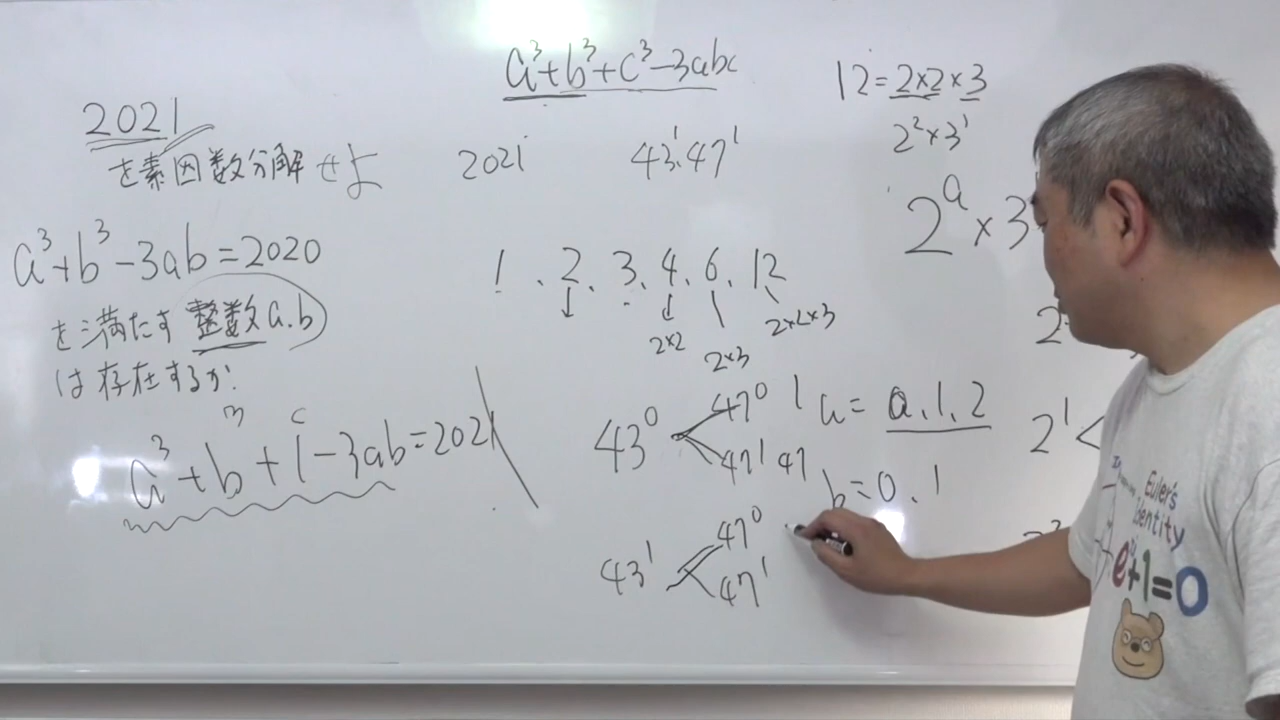 a³+b³+c³-3abc
12=2×2×3
2²×3¹
2021
を素因数分解せよ
2021
43¹.47¹
2ᵃ×3
a³+b³-3ab=2020
を満たす整数a.b
は存在するか.
1.2.3.4.6.12
2×2
2×3
2×2×3
a³+b³+1-3ab=2021
c
43⁰
47⁰ 1
47¹ 47
a=0.1.2
b=0.1
2¹
43¹
47⁰
47¹
Euler's
Identity
+1=0